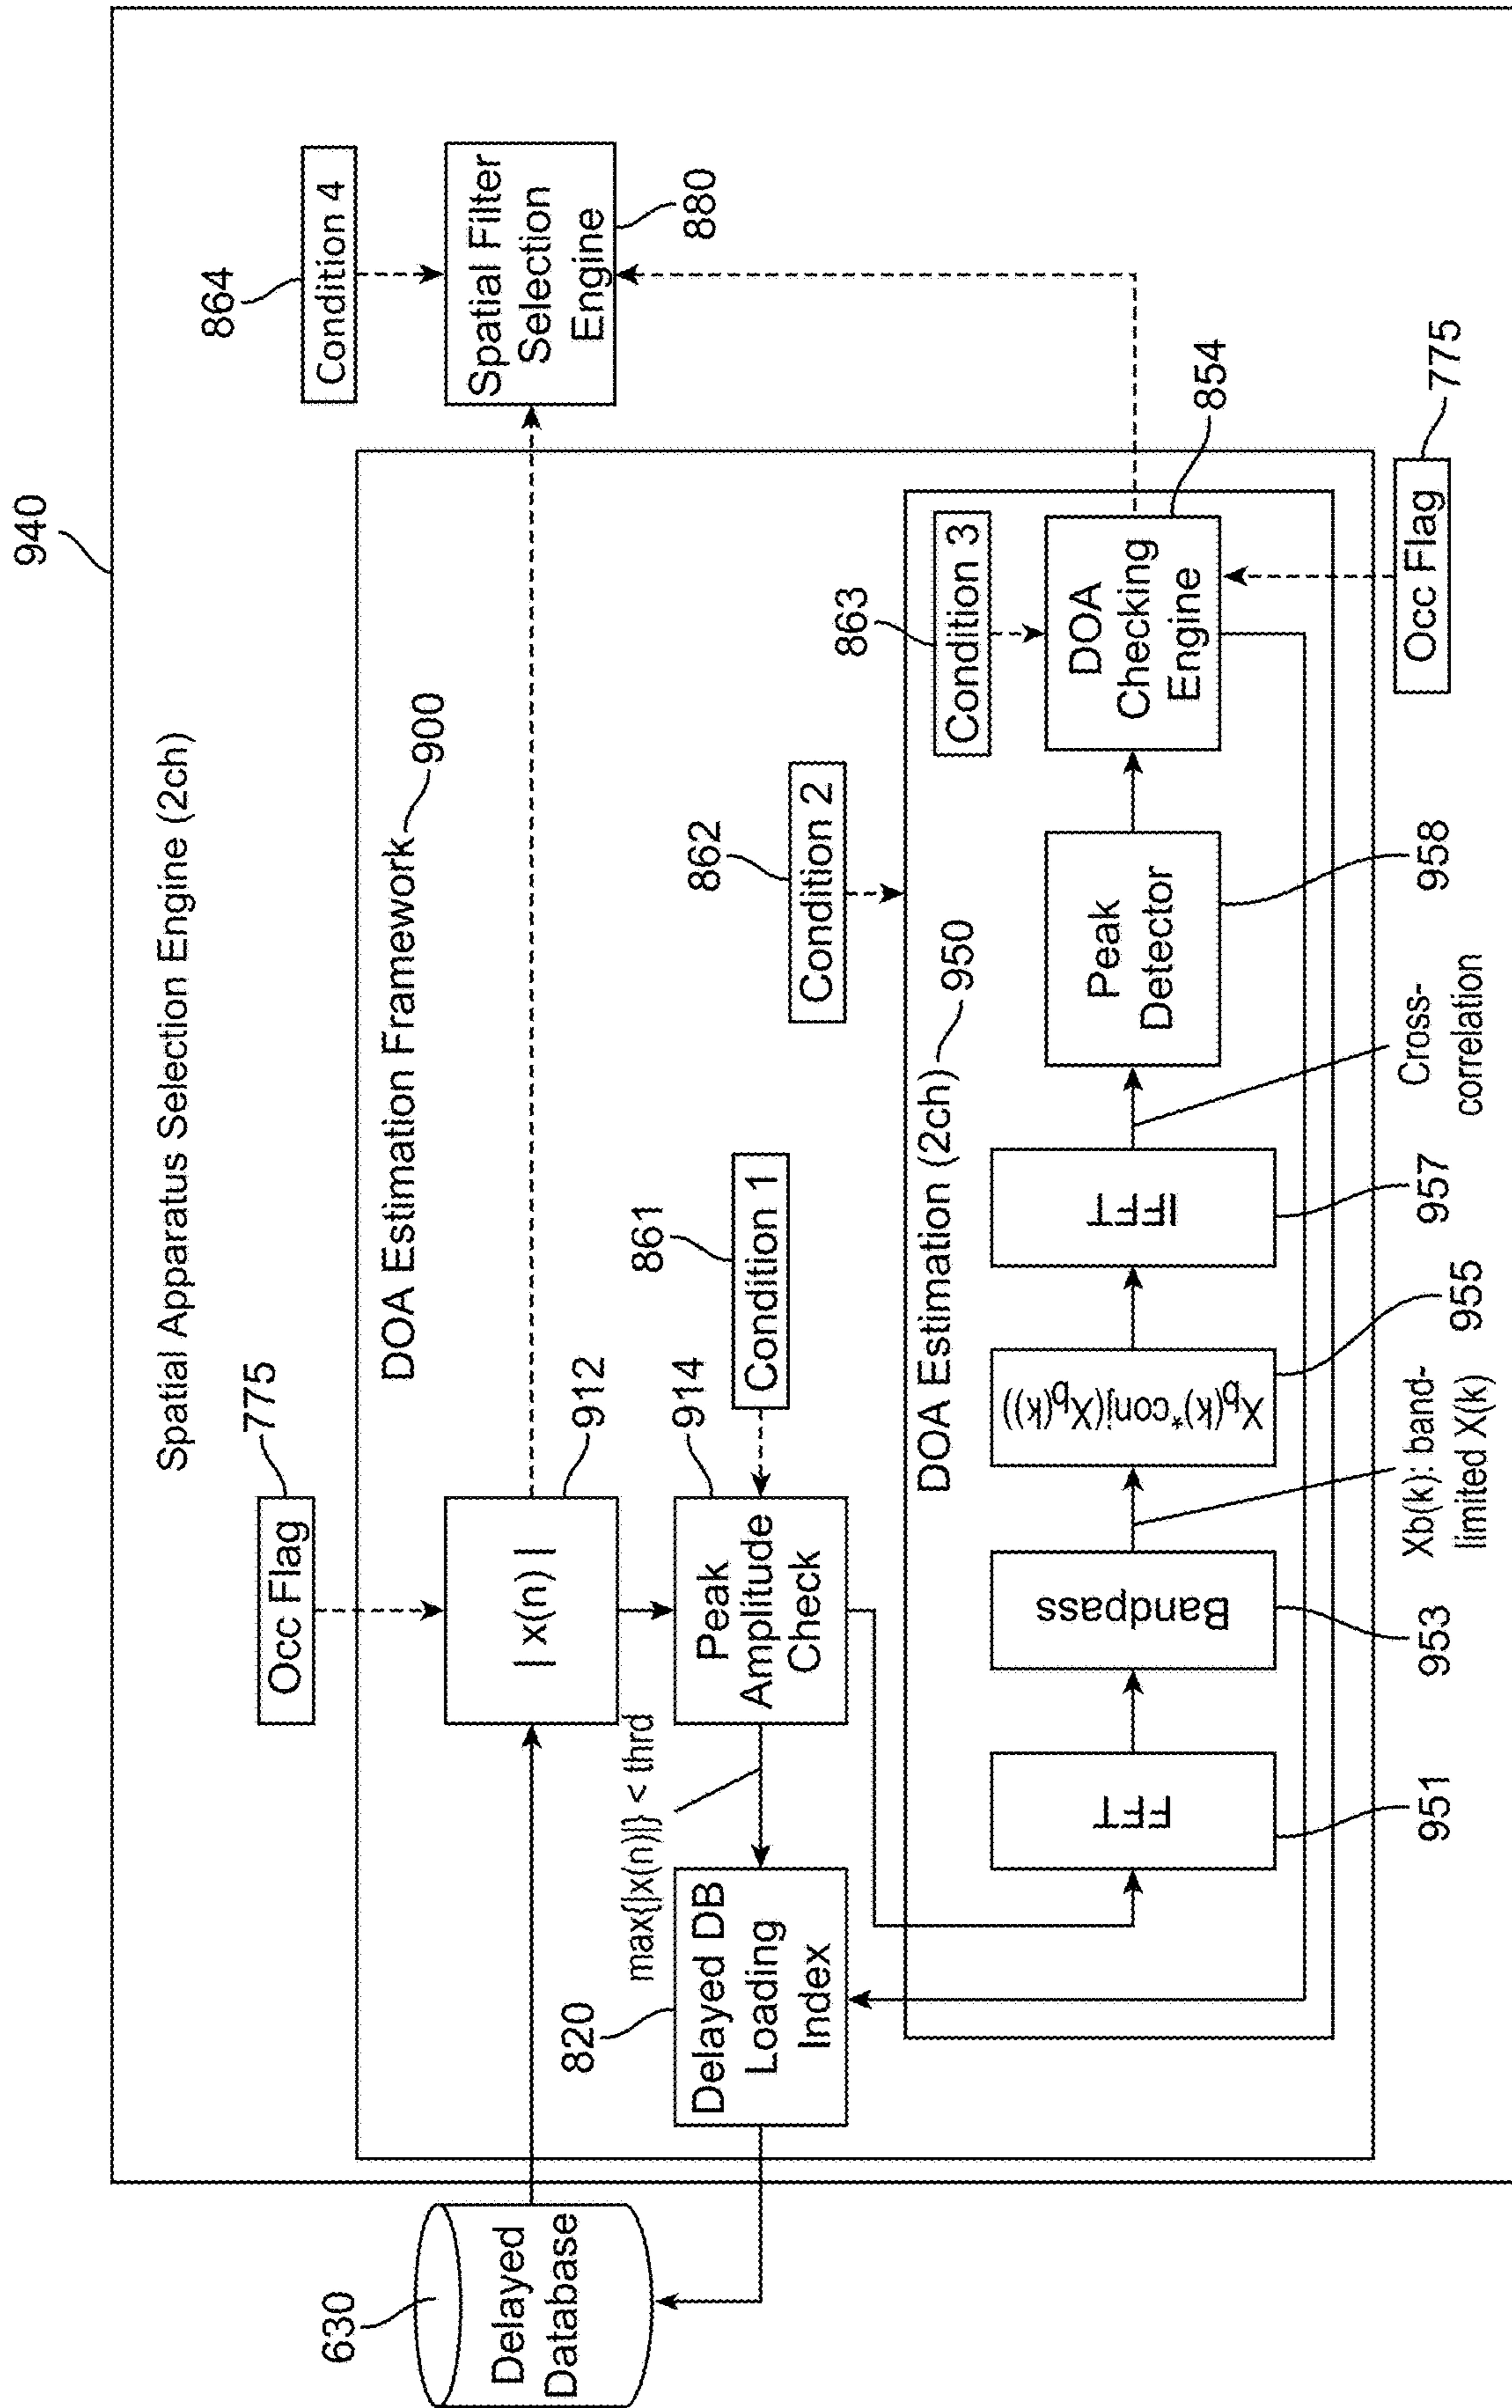 940
Spatial Apparatus Selection Engine (2ch)
864
Condition 4
Spatial Filter
Selection
Engine
880
775
Occ Flag
DOA Estimation Framework
900
| x(n) |
912
630
Delayed
Database
max{|x(n)|} < thrd
Peak
Amplitude
Check
914
861
Condition 1
820
Delayed DB
Loading
Index
862
Condition 2
DOA Estimation (2ch)
950
863
Condition 3
FFT
Bandpass
Xb(k)*conj(Xb(k))
IFFT
Peak
Detector
DOA
Checking
Engine
854
951
953
Xb(k): band-
limited X(k)
955
957
Cross-
correlation
958
Occ Flag
775